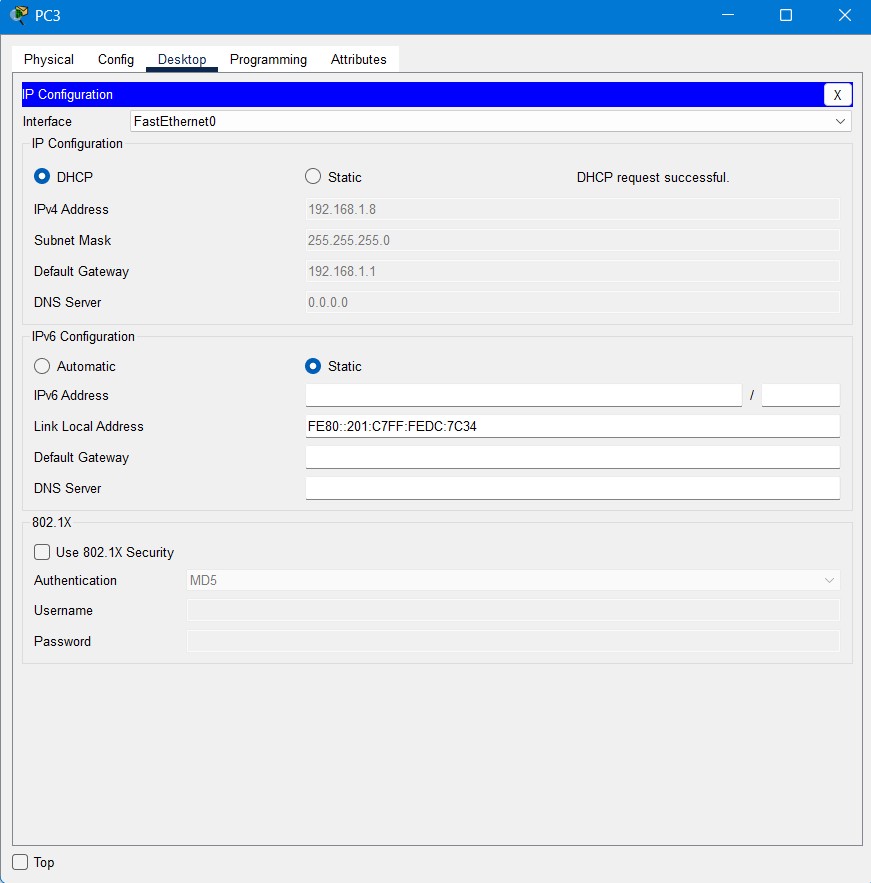 PC3
Physical Config Desktop Programming Attributes
IP Configuration X
Interface FastEthernet0
IP Configuration
DHCP Static DHCP request successful.
IPv4 Address 192.168.1.8
Subnet Mask 255.255.255.0
Default Gateway 192.168.1.1
DNS Server 0.0.0.0
IPv6 Configuration
Automatic Static
IPv6 Address /
Link Local Address FE80::201:C7FF:FEDC:7C34
Default Gateway
DNS Server
802.1X
Use 802.1X Security
Authentication MD5
Username
Password
Top